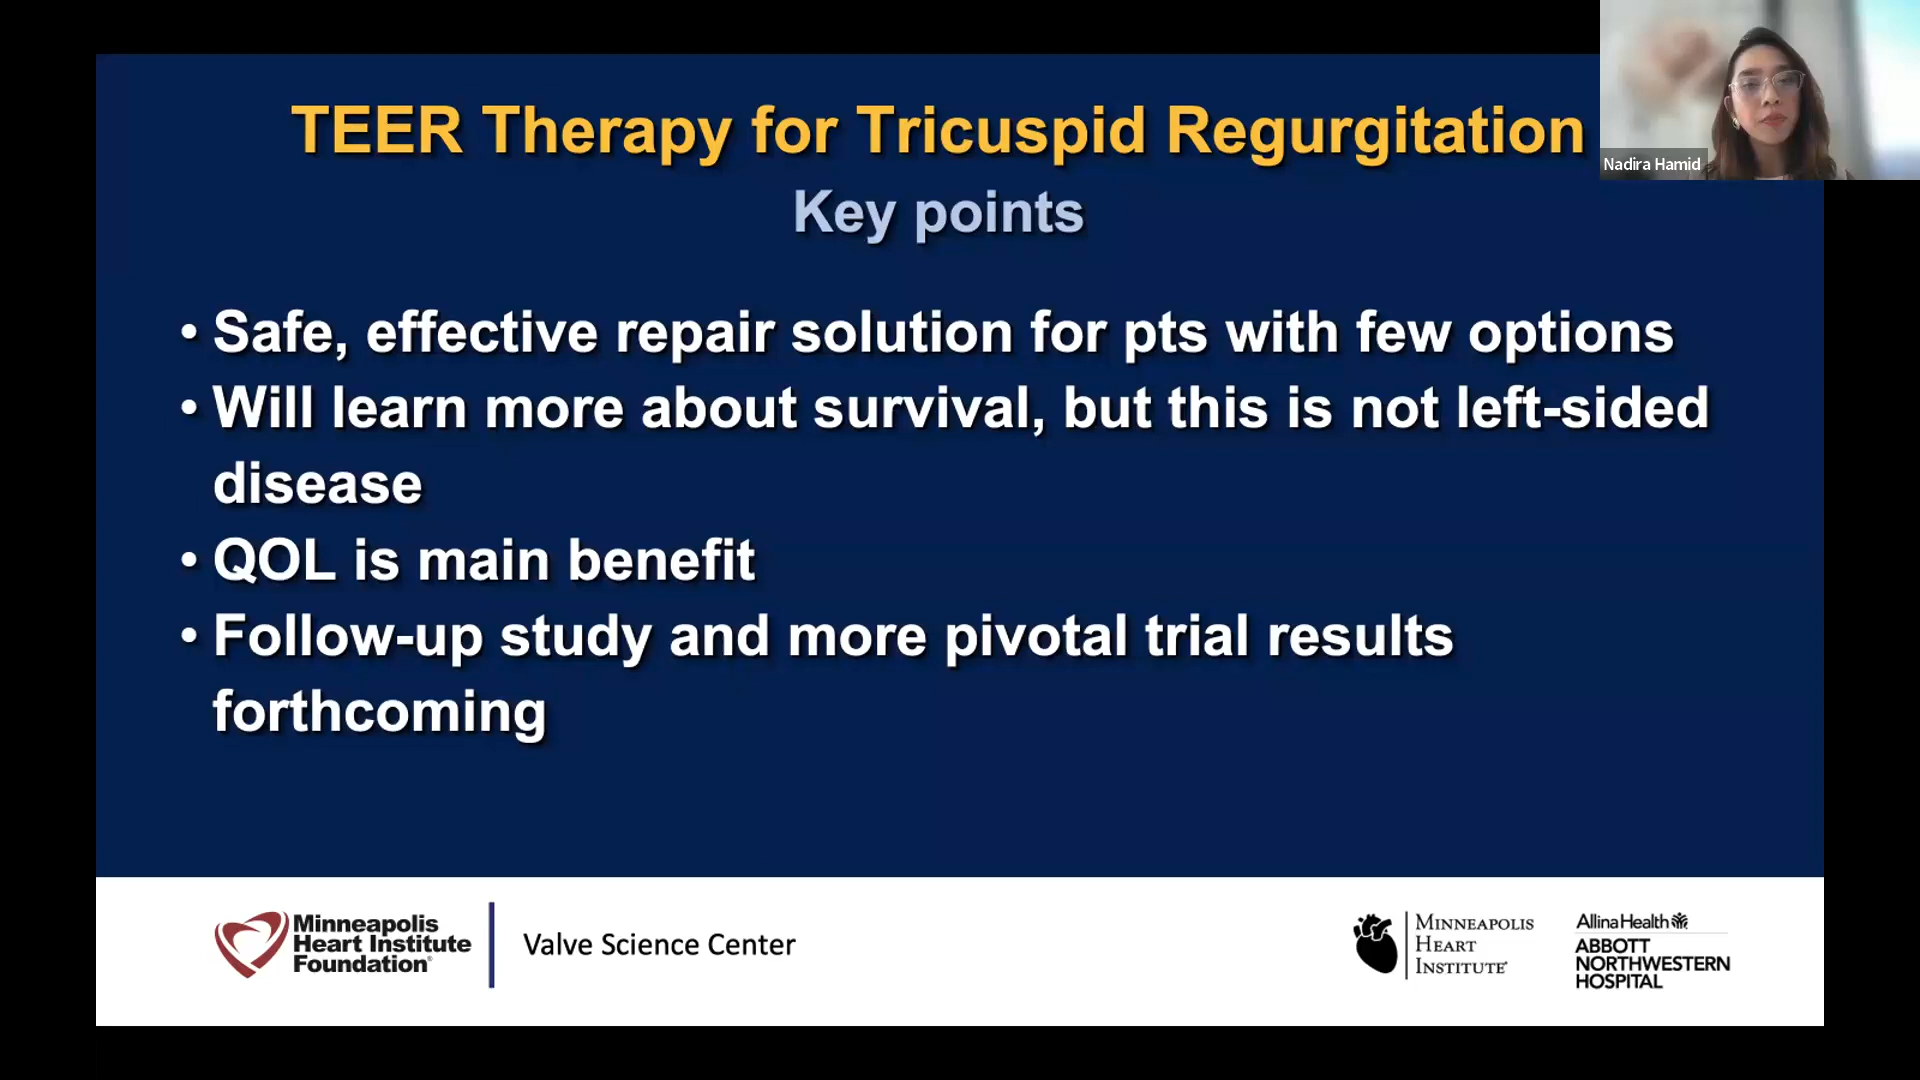 TEER Therapy for Tricuspid Regurgitation
Key points
Nadira Hamid
• Safe, effective repair solution for pts with few options
• Will learn more about survival, but this is not left-sided
disease
• QOL is main benefit
• Follow-up study and more pivotal trial results
forthcoming
Minneapolis
Heart Institute
Foundation®
Valve Science Center
MINNEAPOLIS
HEART
INSTITUTE®
AllinaHealth
ABBOTT
NORTHWESTERN
HOSPITAL